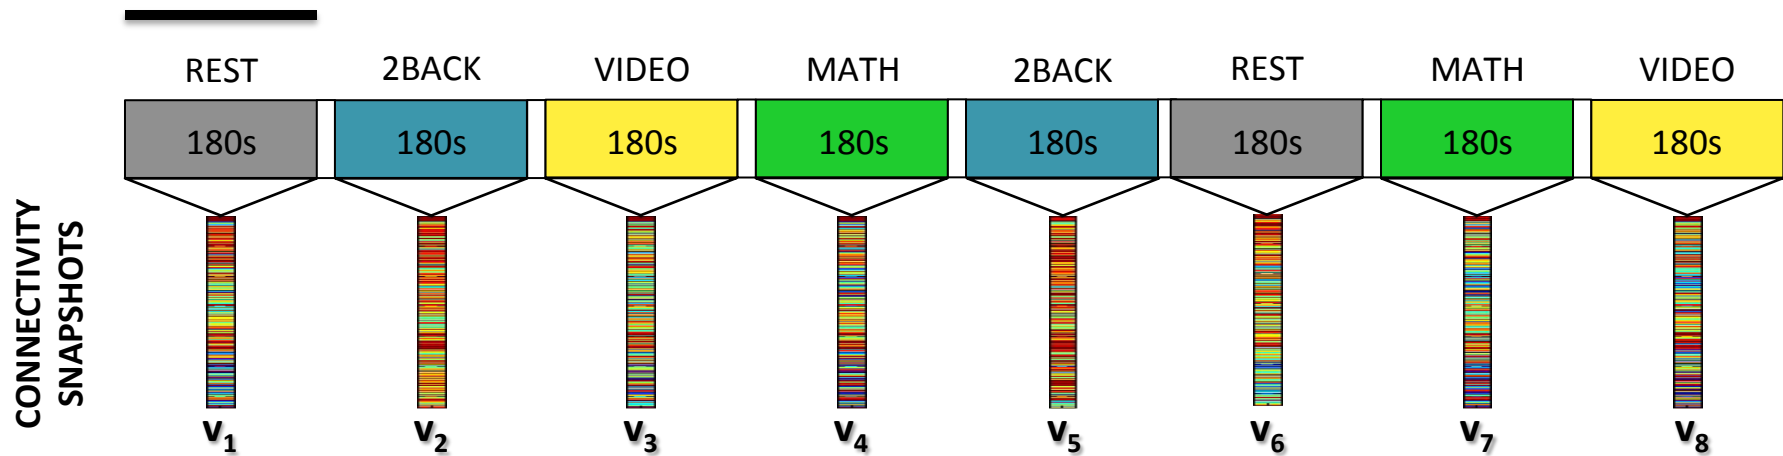 REST 2BACK VIDEO MATH 2BACK REST MATH VIDEO
180s 180s 180s 180s 180s 180s 180s 180s
CONNECTIVITY
SNAPSHOTS
v₁ v₂ v₃ v₄ v₅ v₆ v₇ v₈